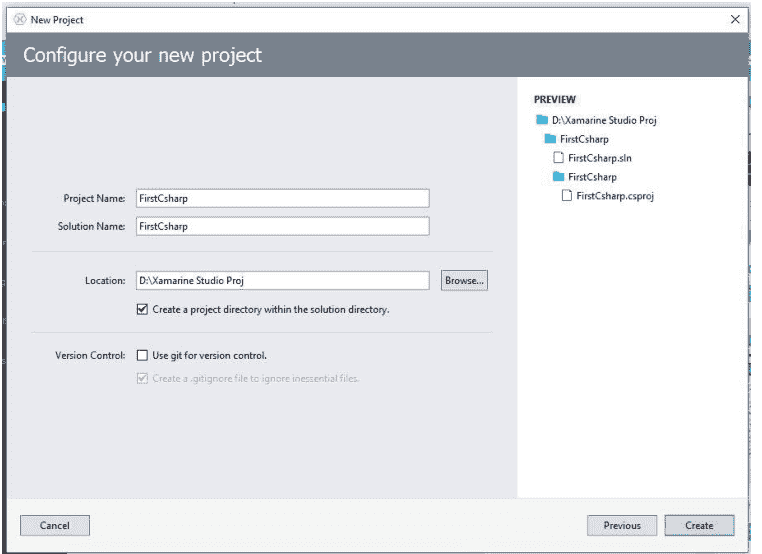 New Project
Configure your new project
Project Name: FirstCsharp
Solution Name: FirstCsharp
Location: D:\Xamarine Studio Proj Browse...
Create a project directory within the solution directory.
Version Control: Use git for version control.
Create a .gitignore file to ignore inessential files.
PREVIEW
D:\Xamarine Studio Proj
FirstCsharp
FirstCsharp.sln
FirstCsharp
FirstCsharp.csproj
Cancel Previous Create